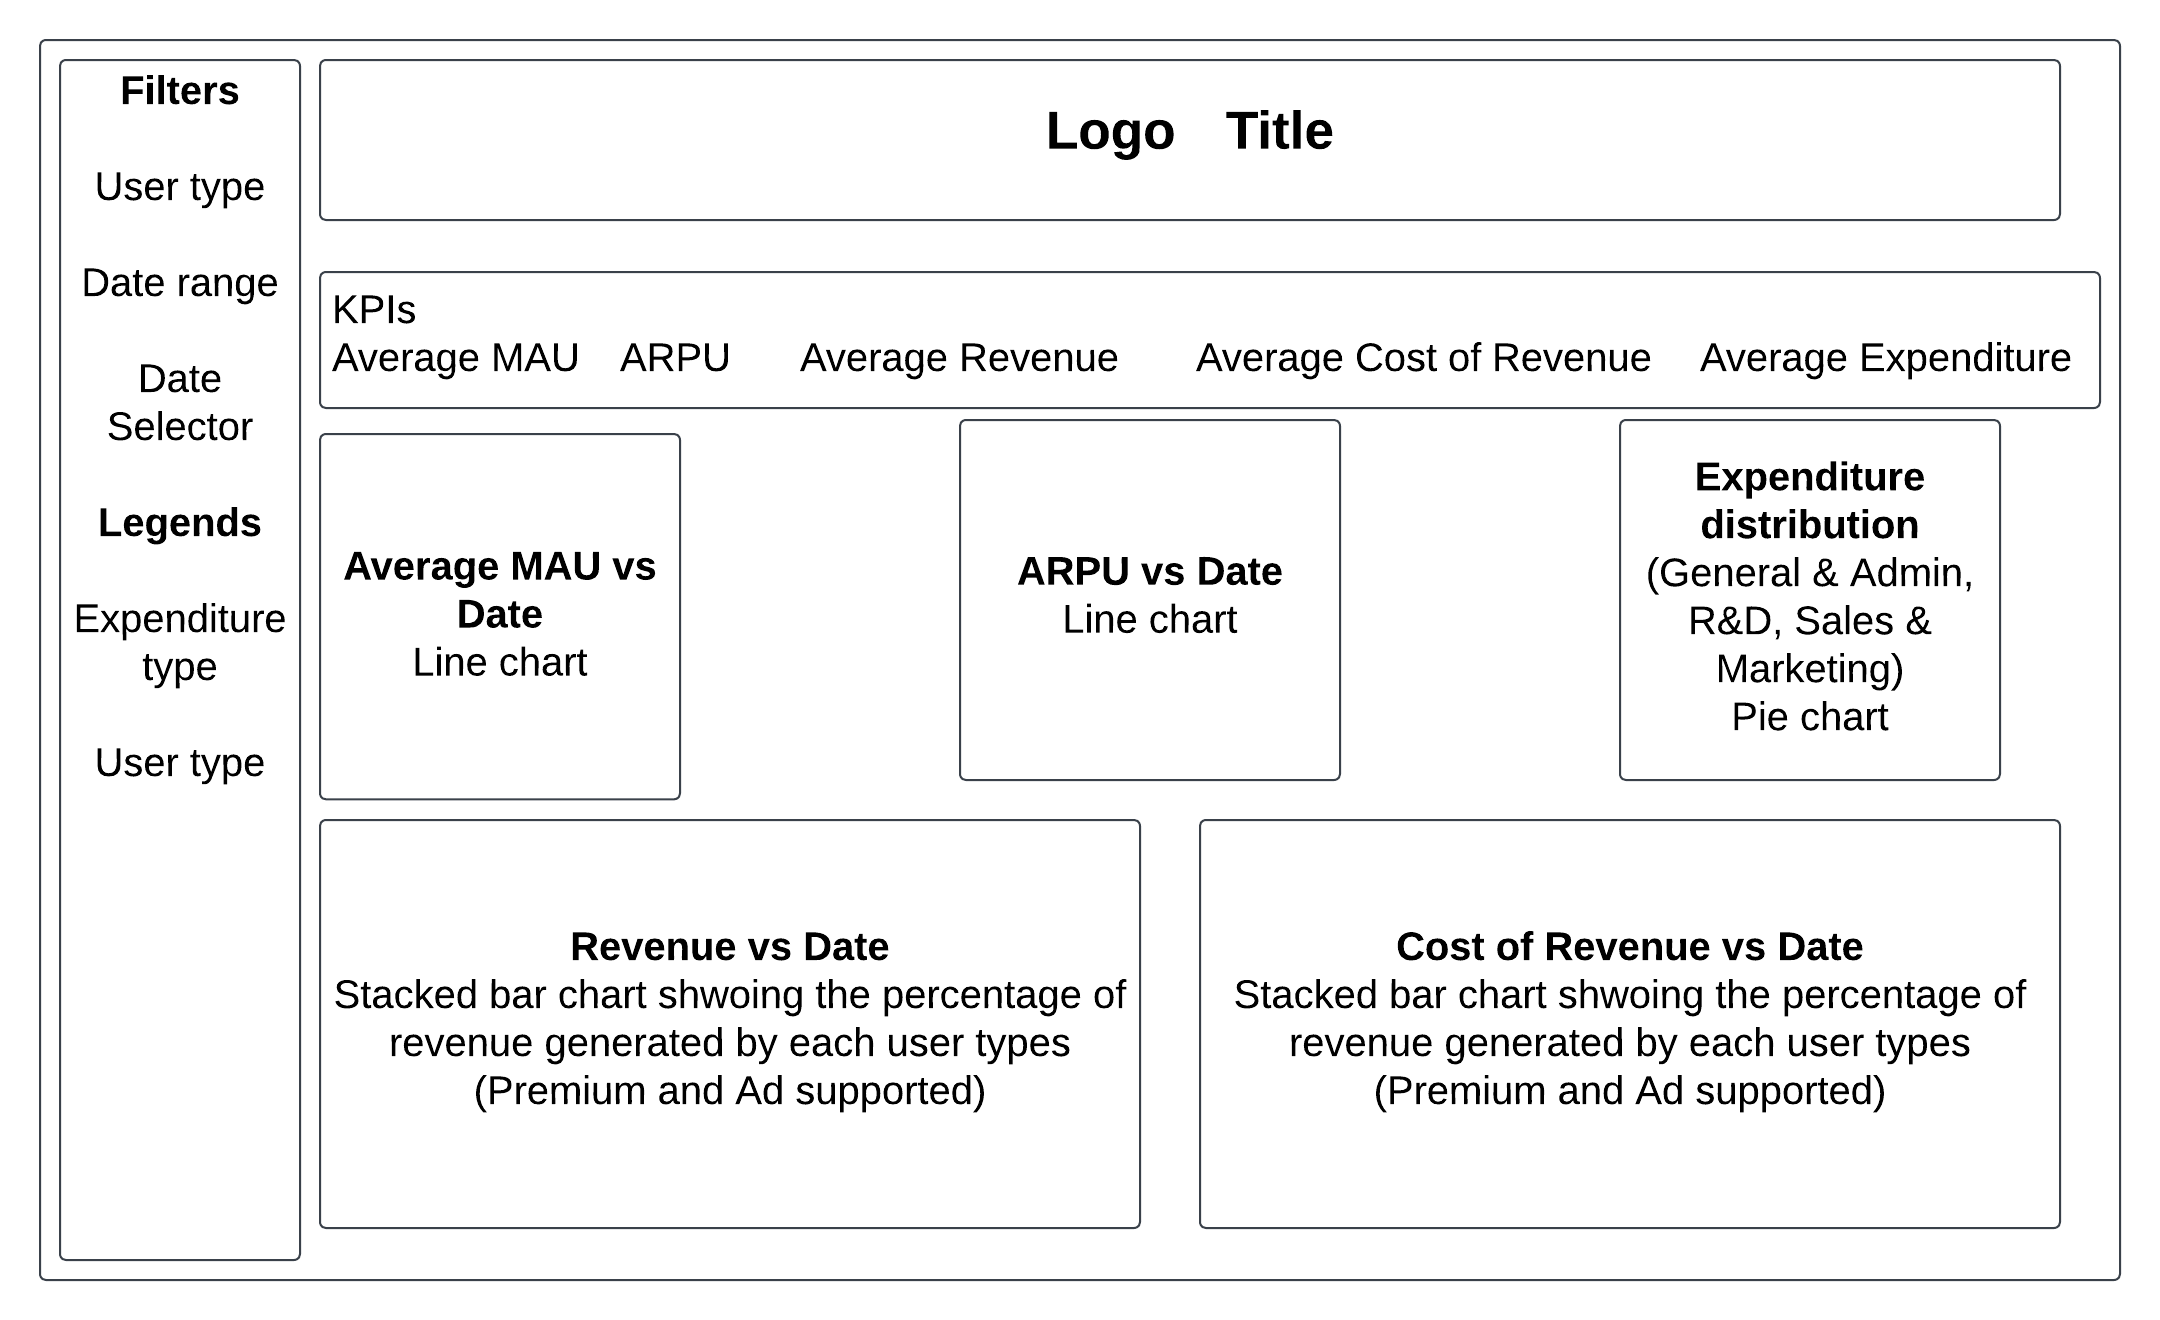 Filters
User type
Date range
Date
Selector
Legends
Expenditure
type
User type
Logo Title
KPIs
Average MAU ARPU Average Revenue Average Cost of Revenue Average Expenditure
Average MAU vs
Date
Line chart
ARPU vs Date
Line chart
Expenditure
distribution
(General & Admin,
R&D, Sales &
Marketing)
Pie chart
Revenue vs Date
Stacked bar chart shwoing the percentage of
revenue generated by each user types
(Premium and Ad supported)
Cost of Revenue vs Date
Stacked bar chart shwoing the percentage of
revenue generated by each user types
(Premium and Ad supported)